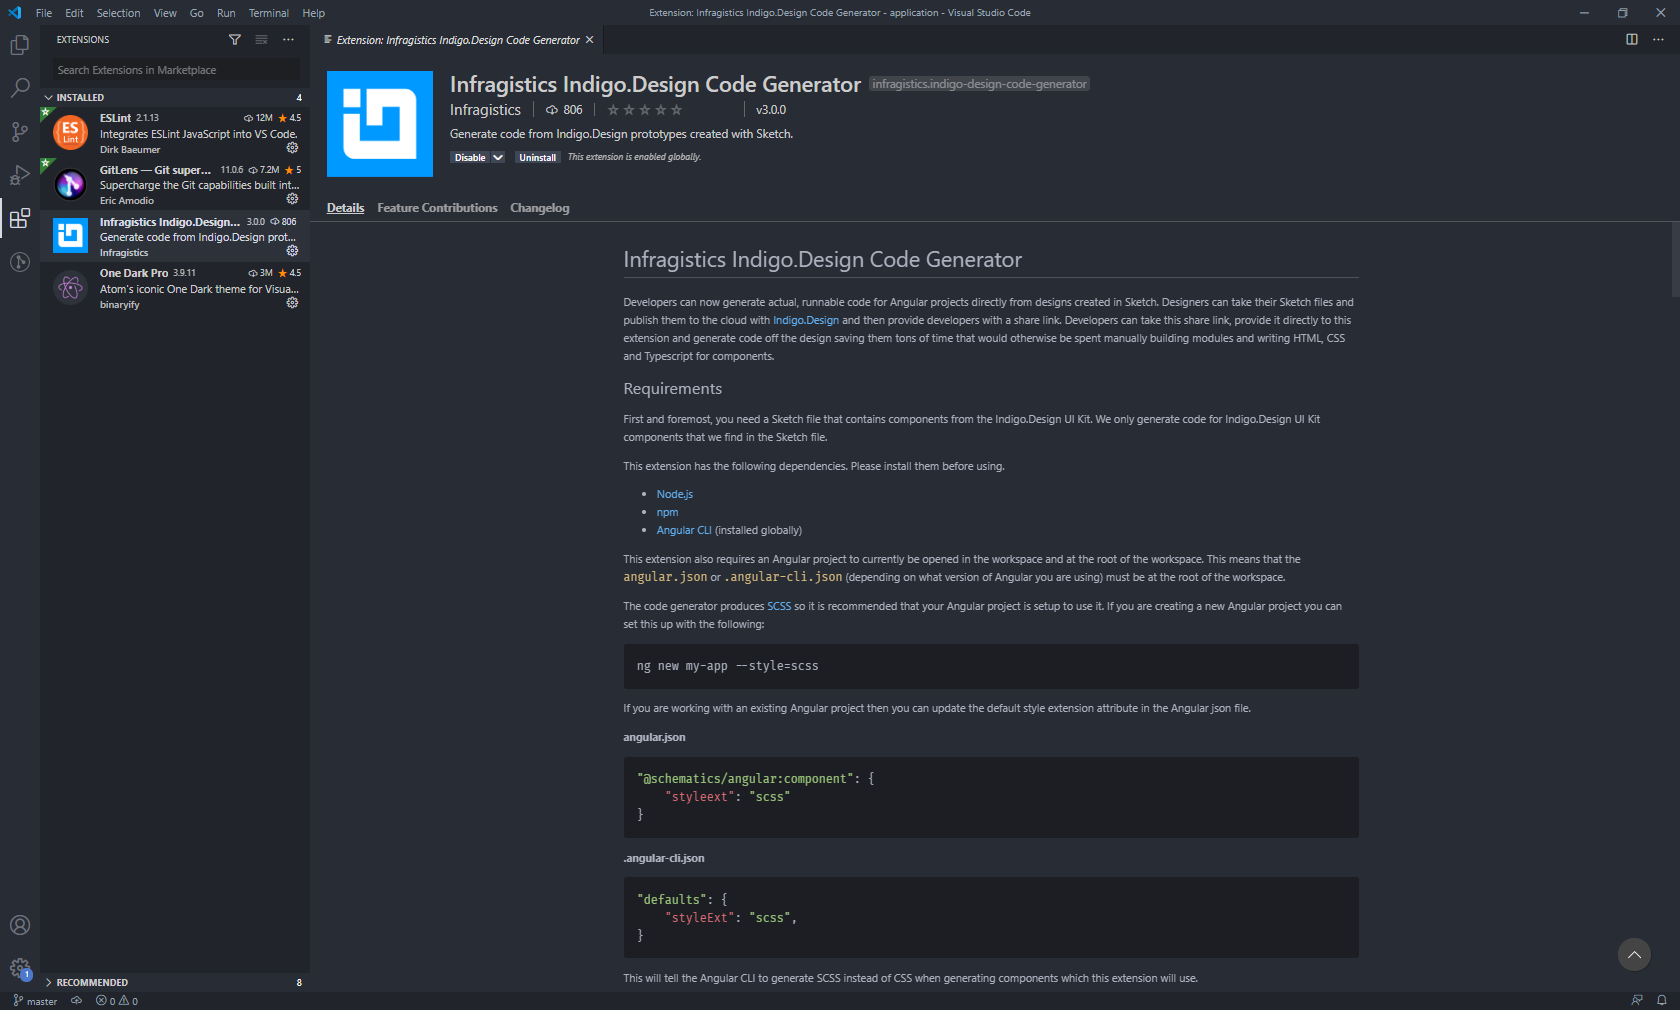 File Edit Selection View Go Run Terminal Help
Extension: Infragistics Indigo.Design Code Generator - application - Visual Studio Code
EXTENSIONS
Search Extensions in Marketplace
INSTALLED 4
ES
Lint
ESLint 2.1.13 12M 4.5
Integrates ESLint JavaScript into VS Code.
Dirk Baeumer
GitLens — Git super... 11.0.6 7.2M 5
Supercharge the Git capabilities built int...
Eric Amodio
Infragistics Indigo.Design... 3.0.0 806
Generate code from Indigo.Design prot...
Infragistics
One Dark Pro 3.9.11 3M 4.5
Atom's iconic One Dark theme for Visua...
binaryify
RECOMMENDED 8
Extension: Infragistics Indigo.Design Code Generator
Infragistics Indigo.Design Code Generator infragistics.indigo-design-code-generator
Infragistics 806 v3.0.0
Generate code from Indigo.Design prototypes created with Sketch.
Disable Uninstall This extension is enabled globally.
Details Feature Contributions Changelog
Infragistics Indigo.Design Code Generator
Developers can now generate actual, runnable code for Angular projects directly from designs created in Sketch. Designers can take their Sketch files and
publish them to the cloud with Indigo.Design and then provide developers with a share link. Developers can take this share link, provide it directly to this
extension and generate code off the design saving them tons of time that would otherwise be spent manually building modules and writing HTML, CSS
and Typescript for components.
Requirements
First and foremost, you need a Sketch file that contains components from the Indigo.Design UI Kit. We only generate code for Indigo.Design UI Kit
components that we find in the Sketch file.
This extension has the following dependencies. Please install them before using.
• Node.js
• npm
• Angular CLI (installed globally)
This extension also requires an Angular project to currently be opened in the workspace and at the root of the workspace. This means that the
angular.json or .angular-cli.json (depending on what version of Angular you are using) must be at the root of the workspace.
The code generator produces SCSS so it is recommended that your Angular project is setup to use it. If you are creating a new Angular project you can
set this up with the following:
ng new my-app --style=scss
If you are working with an existing Angular project then you can update the default style extension attribute in the Angular json file.
angular.json
"@schematics/angular:component": {
"styleext": "scss"
}
.angular-cli.json
"defaults": {
"styleExt": "scss",
}
This will tell the Angular CLI to generate SCSS instead of CSS when generating components which this extension will use.
1
master 0 0